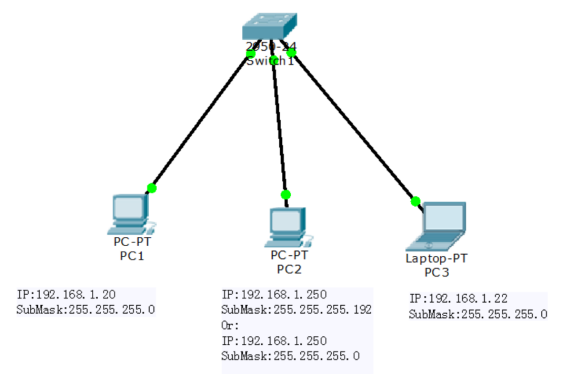 2950-24
Switch1
PC-PT
PC1
PC-PT
PC2
Laptop-PT
PC3
IP:192.168.1.20
SubMask:255.255.255.0
IP:192.168.1.250
SubMask:255.255.255.192
Or:
IP:192.168.1.250
SubMask:255.255.255.0
IP:192.168.1.22
SubMask:255.255.255.0